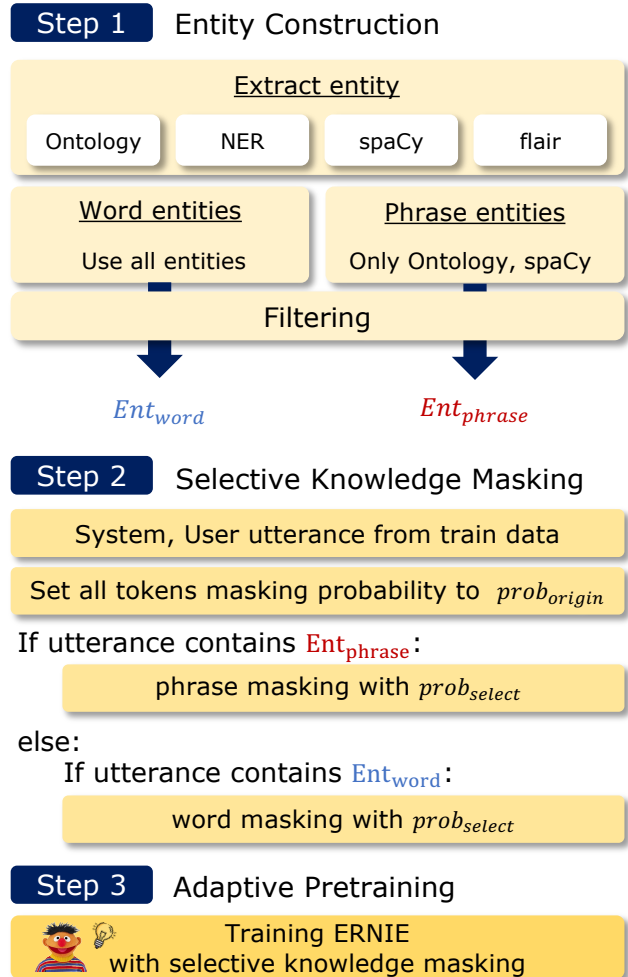 Step 1 Entity Construction
Extract entity
Ontology NER spaCy flair
Word entities Phrase entities
Use all entities Only Ontology, spaCy
Filtering
Ent_word Ent_phrase
Step 2 Selective Knowledge Masking
System, User utterance from train data
Set all tokens masking probability to prob_origin
If utterance contains Ent_phrase:
phrase masking with prob_select
else:
If utterance contains Ent_word:
word masking with prob_select
Step 3 Adaptive Pretraining
Training ERNIE
with selective knowledge masking